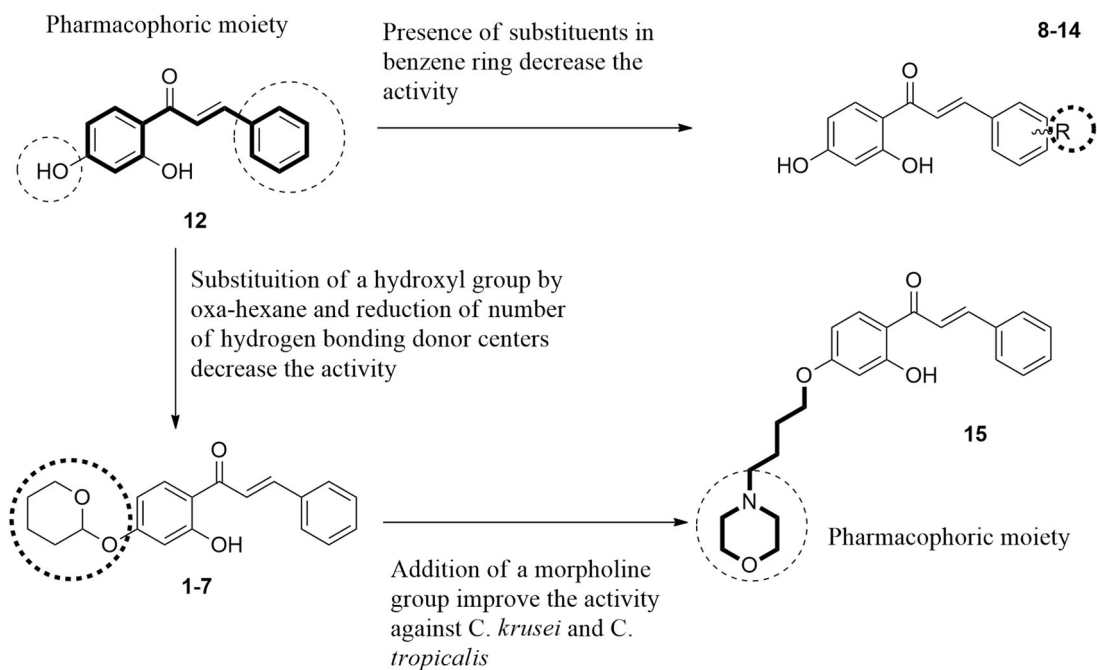 Pharmacophoric moiety
Presence of substituents in
benzene ring decrease the
activity
8-14
O
HO
OH
12
O
HO
OH
R
Substituition of a hydroxyl group by
oxa-hexane and reduction of number
of hydrogen bonding donor centers
decrease the activity
O
O
OH
15
N
O
Pharmacophoric moiety
O
O
O
OH
1-7
Addition of a morpholine
group improve the activity
against C. krusei and C.
tropicalis